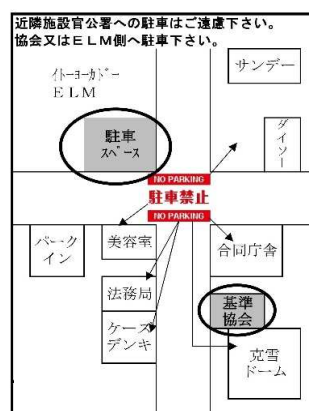 近隣施設官公署への駐車はご遠慮下さい。
協会又はＥＬＭ側へ駐車下さい。
ｲﾄｰﾖｰｶﾄﾞｰ
ＥＬＭ
サンデー
駐車
ｽﾍﾟｰｽ
ダイソー
NO PARKING
駐車禁止
NO PARKING
パーク
イン
美容室
合同庁舎
法務局
基準
協会
ケーズ
デンキ
克雪
ドーム